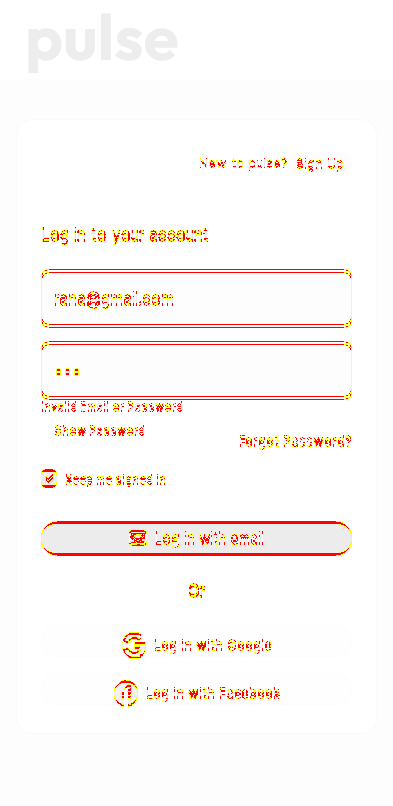 pulse
New to pulse? Sign Up
Log in to your account
rana@gmail.com
Invalid Email or Password
Show Password
Forgot Password?
Keep me signed in
Log in with email
Or
Log in with Google
Log in with Facebook